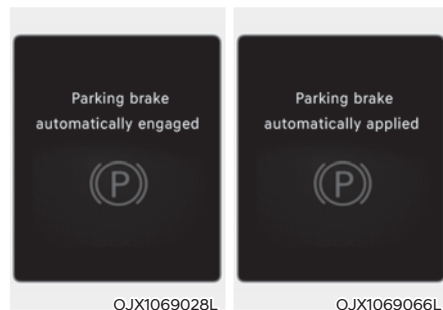 Parking brake
automatically engaged
P
OJX1069028L
Parking brake
automatically applied
P
OJX1069066L